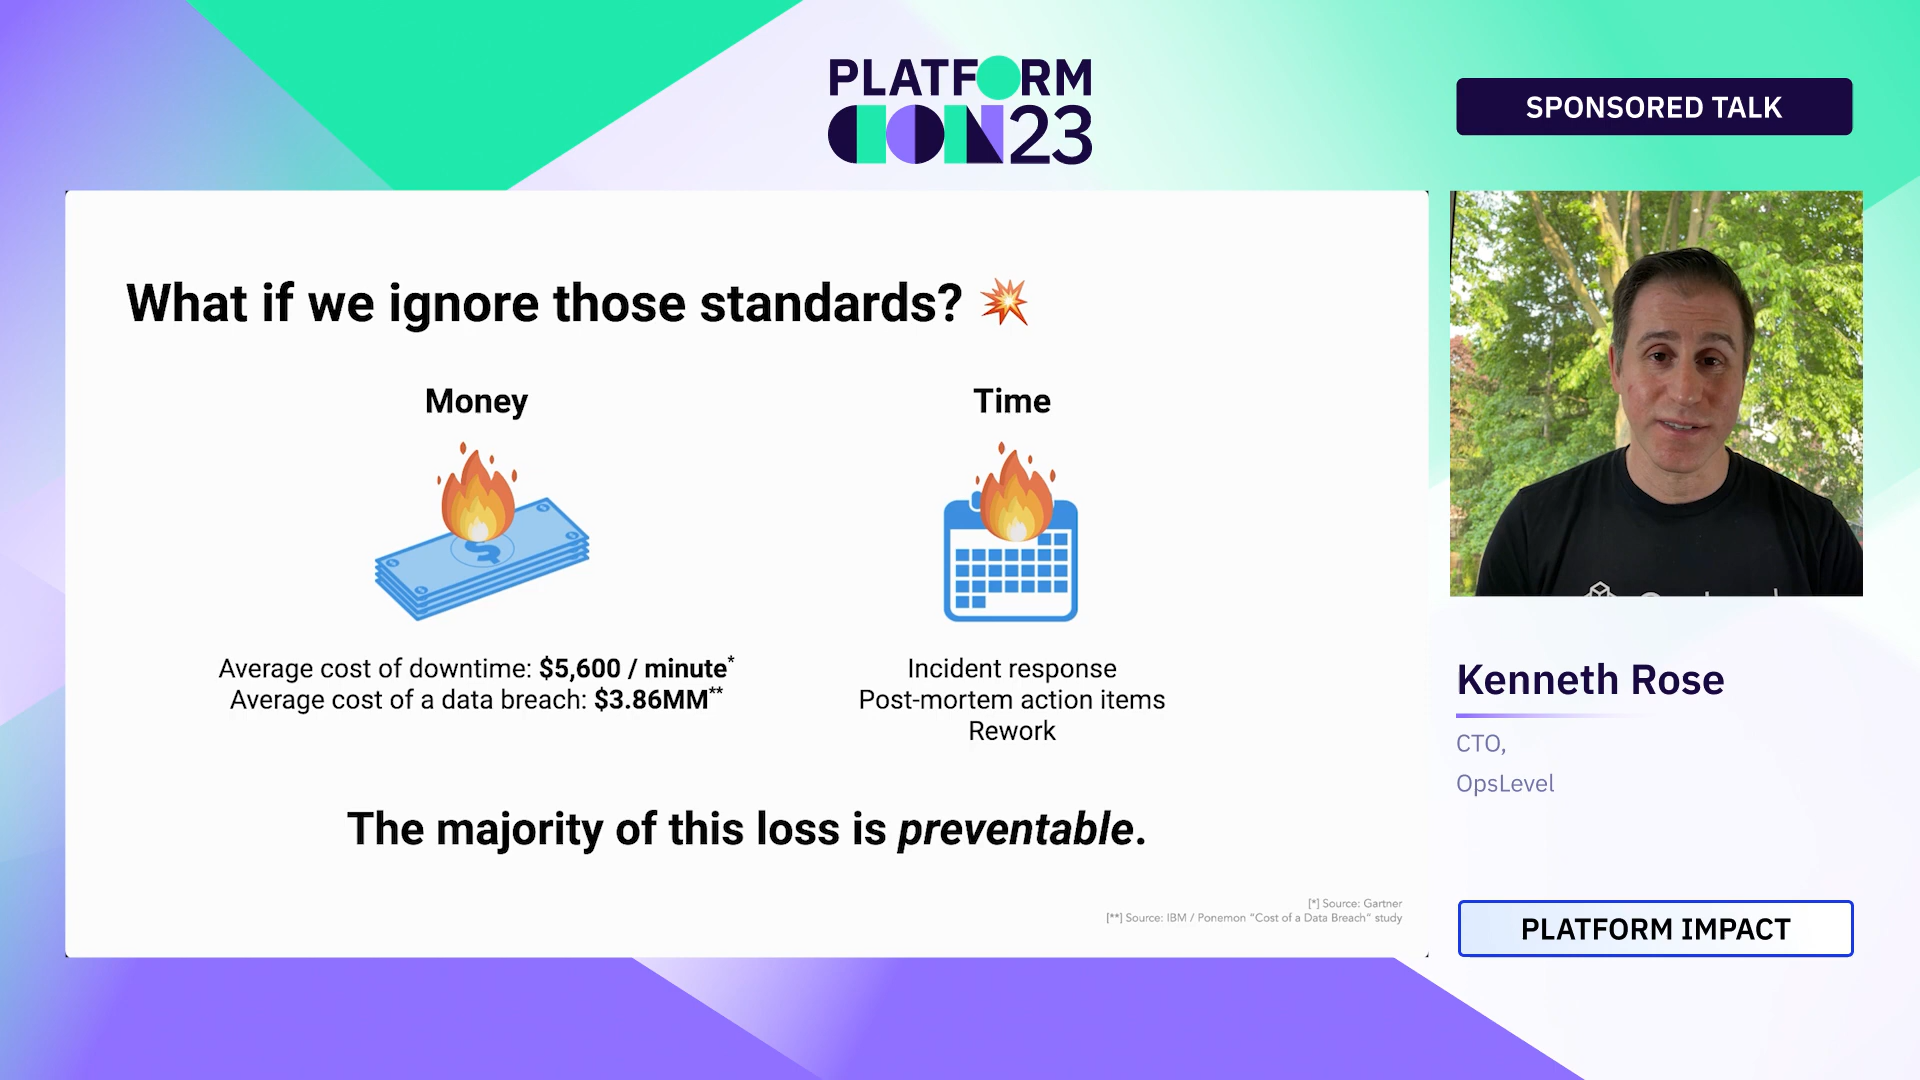 PLATFORM
CON23
SPONSORED TALK
What if we ignore those standards? 💥
Money
Time
Average cost of downtime: $5,600 / minute*
Average cost of a data breach: $3.86MM**
Incident response
Post-mortem action items
Rework
The majority of this loss is preventable.
[*] Source: Gartner
[**] Source: IBM / Ponemon "Cost of a Data Breach" study
Kenneth Rose
CTO,
OpsLevel
PLATFORM IMPACT